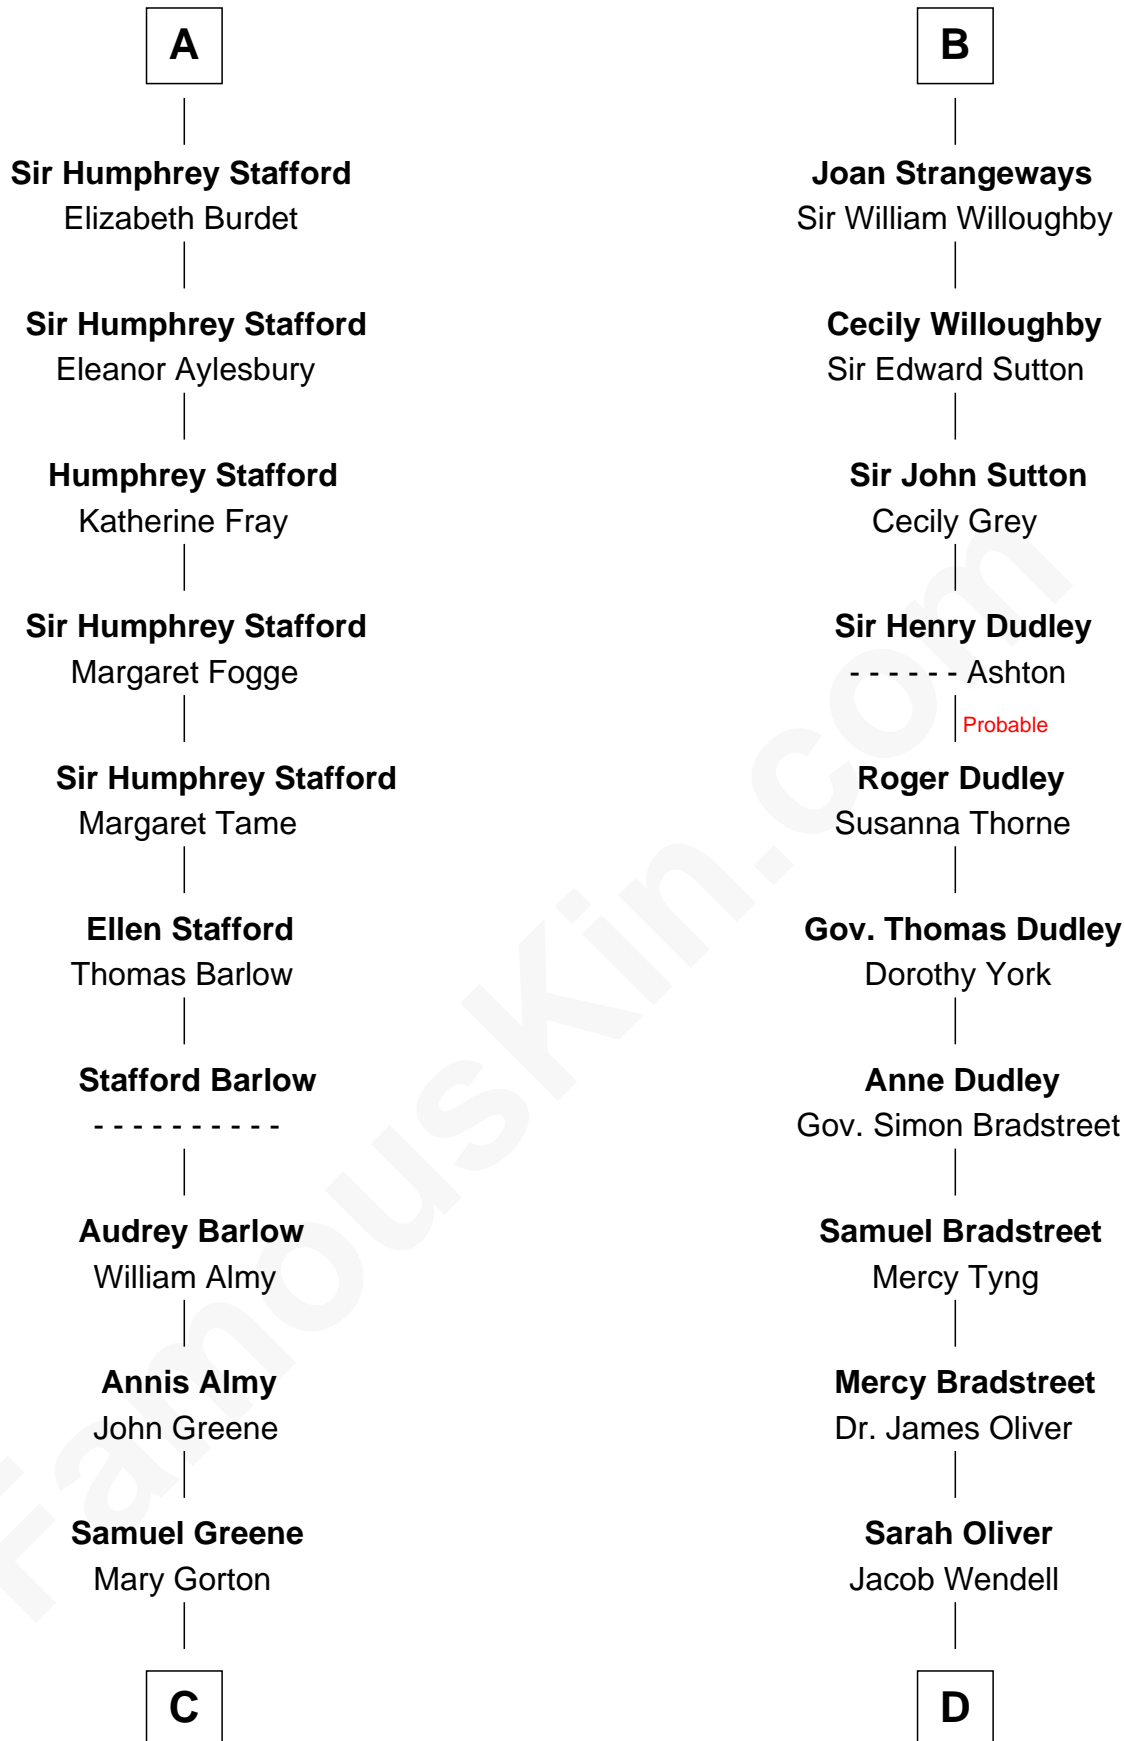 A
Sir Humphrey Stafford
Elizabeth Burdet
Sir Humphrey Stafford
Eleanor Aylesbury
Humphrey Stafford
Katherine Fray
Sir Humphrey Stafford
Margaret Fogge
Sir Humphrey Stafford
Margaret Tame
Ellen Stafford
Thomas Barlow
Stafford Barlow
- - - - - - - - - -
Audrey Barlow
William Almy
Annis Almy
John Greene
Samuel Greene
Mary Gorton
C
B
Joan Strangeways
Sir William Willoughby
Cecily Willoughby
Sir Edward Sutton
Sir John Sutton
Cecily Grey
Sir Henry Dudley
- - - - - - Ashton
Probable
Roger Dudley
Susanna Thorne
Gov. Thomas Dudley
Dorothy York
Anne Dudley
Gov. Simon Bradstreet
Samuel Bradstreet
Mercy Tyng
Mercy Bradstreet
Dr. James Oliver
Sarah Oliver
Jacob Wendell
D
FamousKin.com